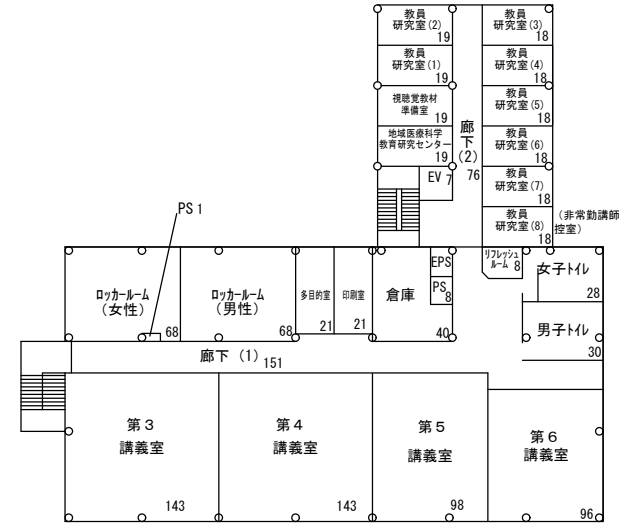 教員
研究室(2)
19
教員
研究室(3)
18
教員
研究室(1)
19
教員
研究室(4)
18
視聴覚教材
準備室
19
教員
研究室(5)
18
地域医療科学
教育研究センター
19
廊下
(2)
76
教員
研究室(6)
18
EV 7
教員
研究室(7)
18
教員
研究室(8)
18
(非常勤講師
控室)
PS 1
ロッカールーム
(女性)
68
ロッカールーム
(男性)
68
多目的室
21
印刷室
21
倉庫
40
EPS
PS
8
リフレッシュ
ルーム 8
女子トイレ
28
男子トイレ
30
廊下 (1) 151
第3
講義室
143
第4
講義室
143
第5
講義室
98
第6
講義室
96